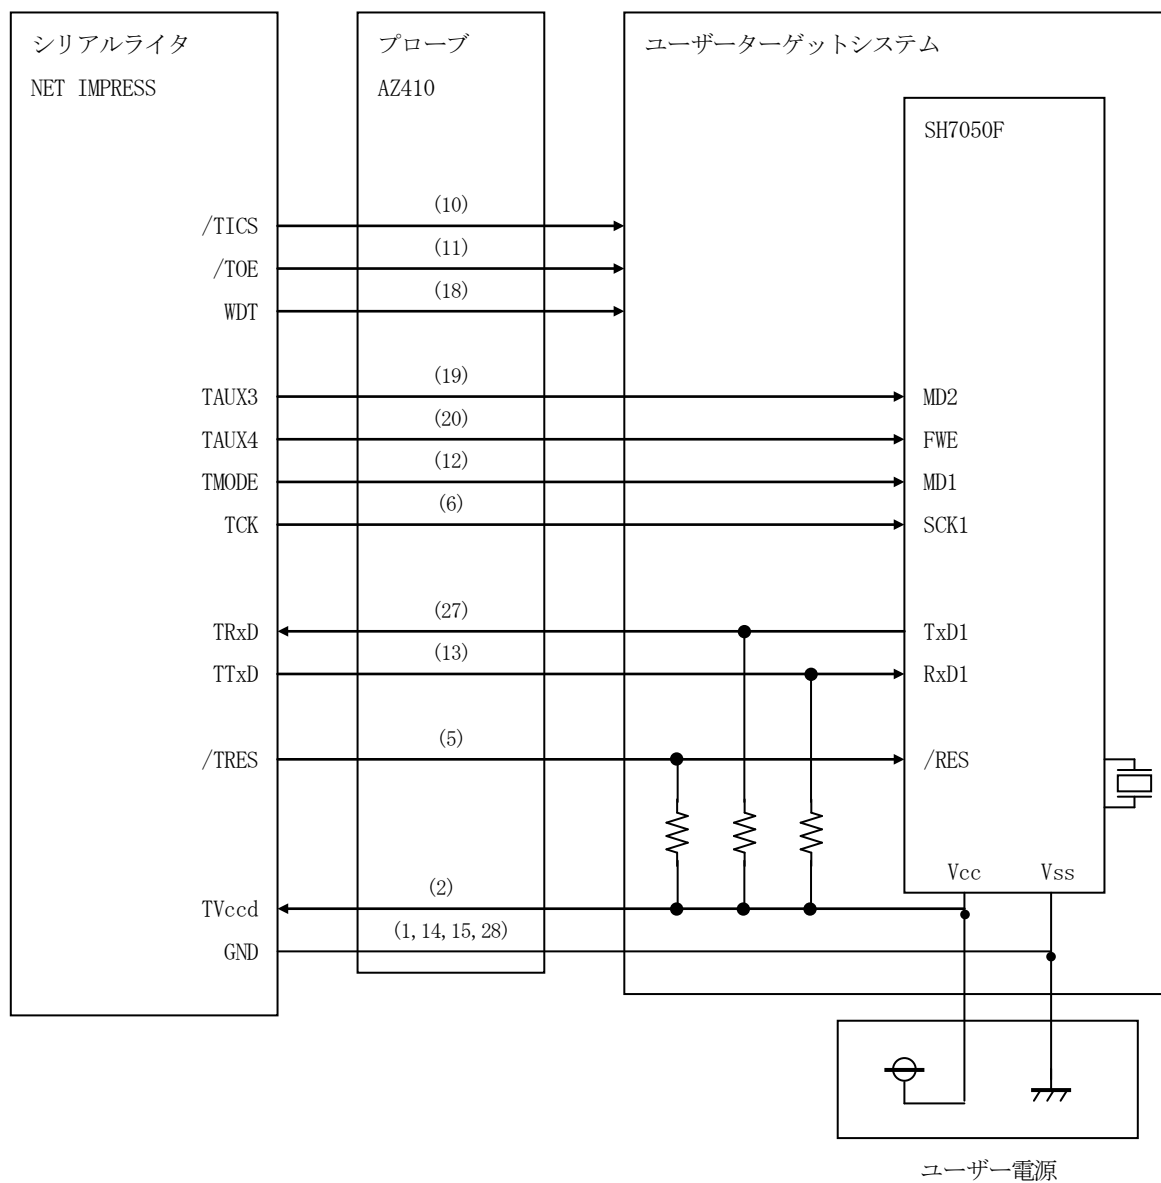 シリアルライタ
NET IMPRESS
プローブ
AZ410
ユーザーターゲットシステム
SH7050F
/TICS
(10)
/TOE
(11)
WDT
(18)
TAUX3
(19)
MD2
TAUX4
(20)
FWE
TMODE
(12)
MD1
TCK
(6)
SCK1
TRxD
(27)
TxD1
TTxD
(13)
RxD1
/TRES
(5)
/RES
Vcc
Vss
TVccd
(2)
GND
(1,14,15,28)
ユーザー電源